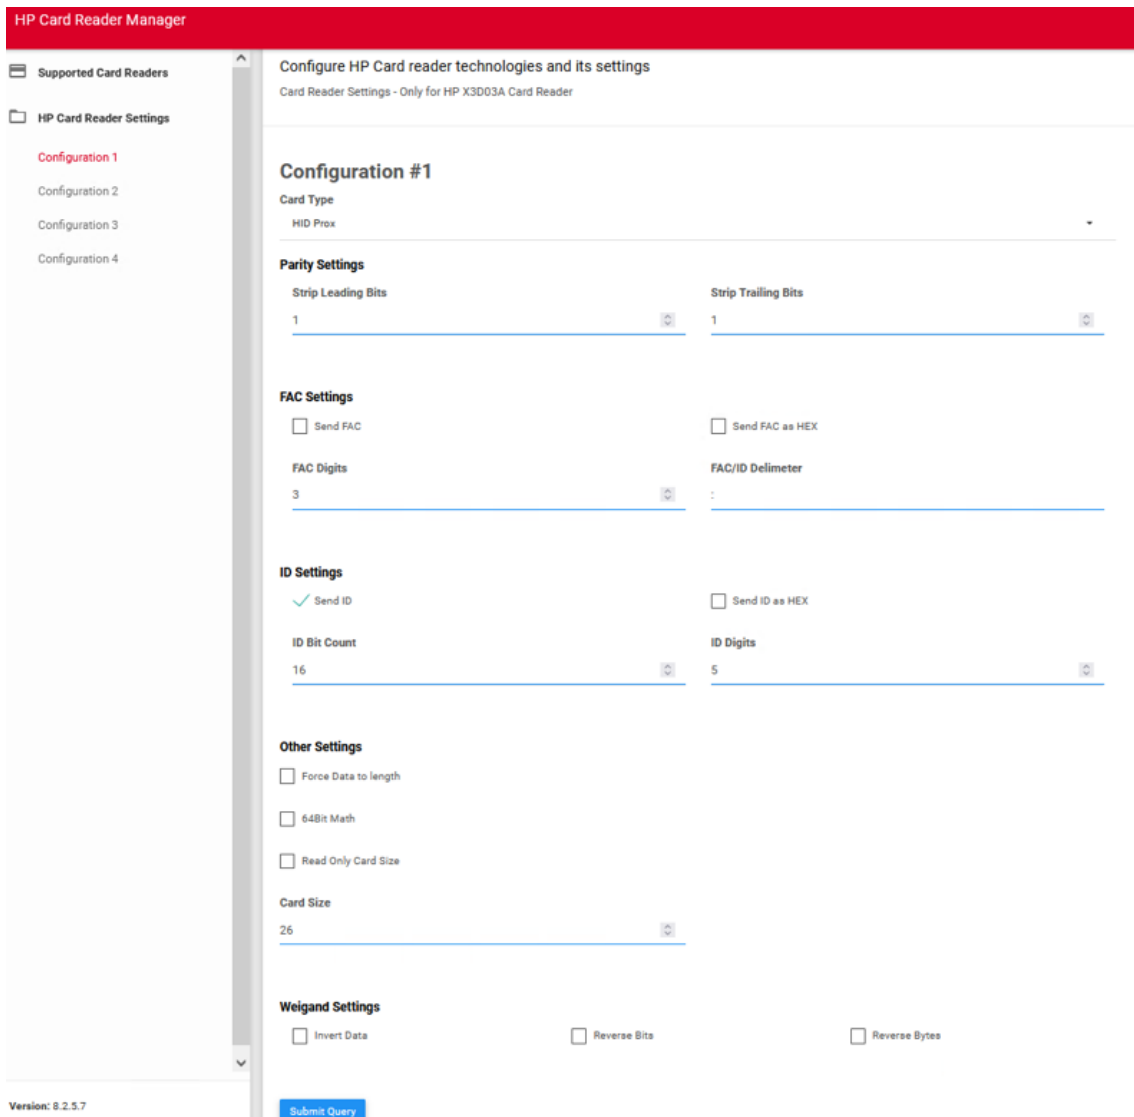 HP Card Reader Manager
Supported Card Readers
HP Card Reader Settings
Configuration 1
Configuration 2
Configuration 3
Configuration 4
Version: 8.2.5.7
Configure HP Card reader technologies and its settings
Card Reader Settings - Only for HP X3D03A Card Reader
Configuration #1
Card Type
HID Prox
Parity Settings
Strip Leading Bits Strip Trailing Bits
1 1
FAC Settings
Send FAC Send FAC as HEX
FAC Digits FAC/ID Delimeter
3 :
ID Settings
Send ID Send ID as HEX
ID Bit Count ID Digits
16 5
Other Settings
Force Data to length
64Bit Math
Read Only Card Size
Card Size
26
Weigand Settings
Invert Data Reverse Bits Reverse Bytes
Submit Query